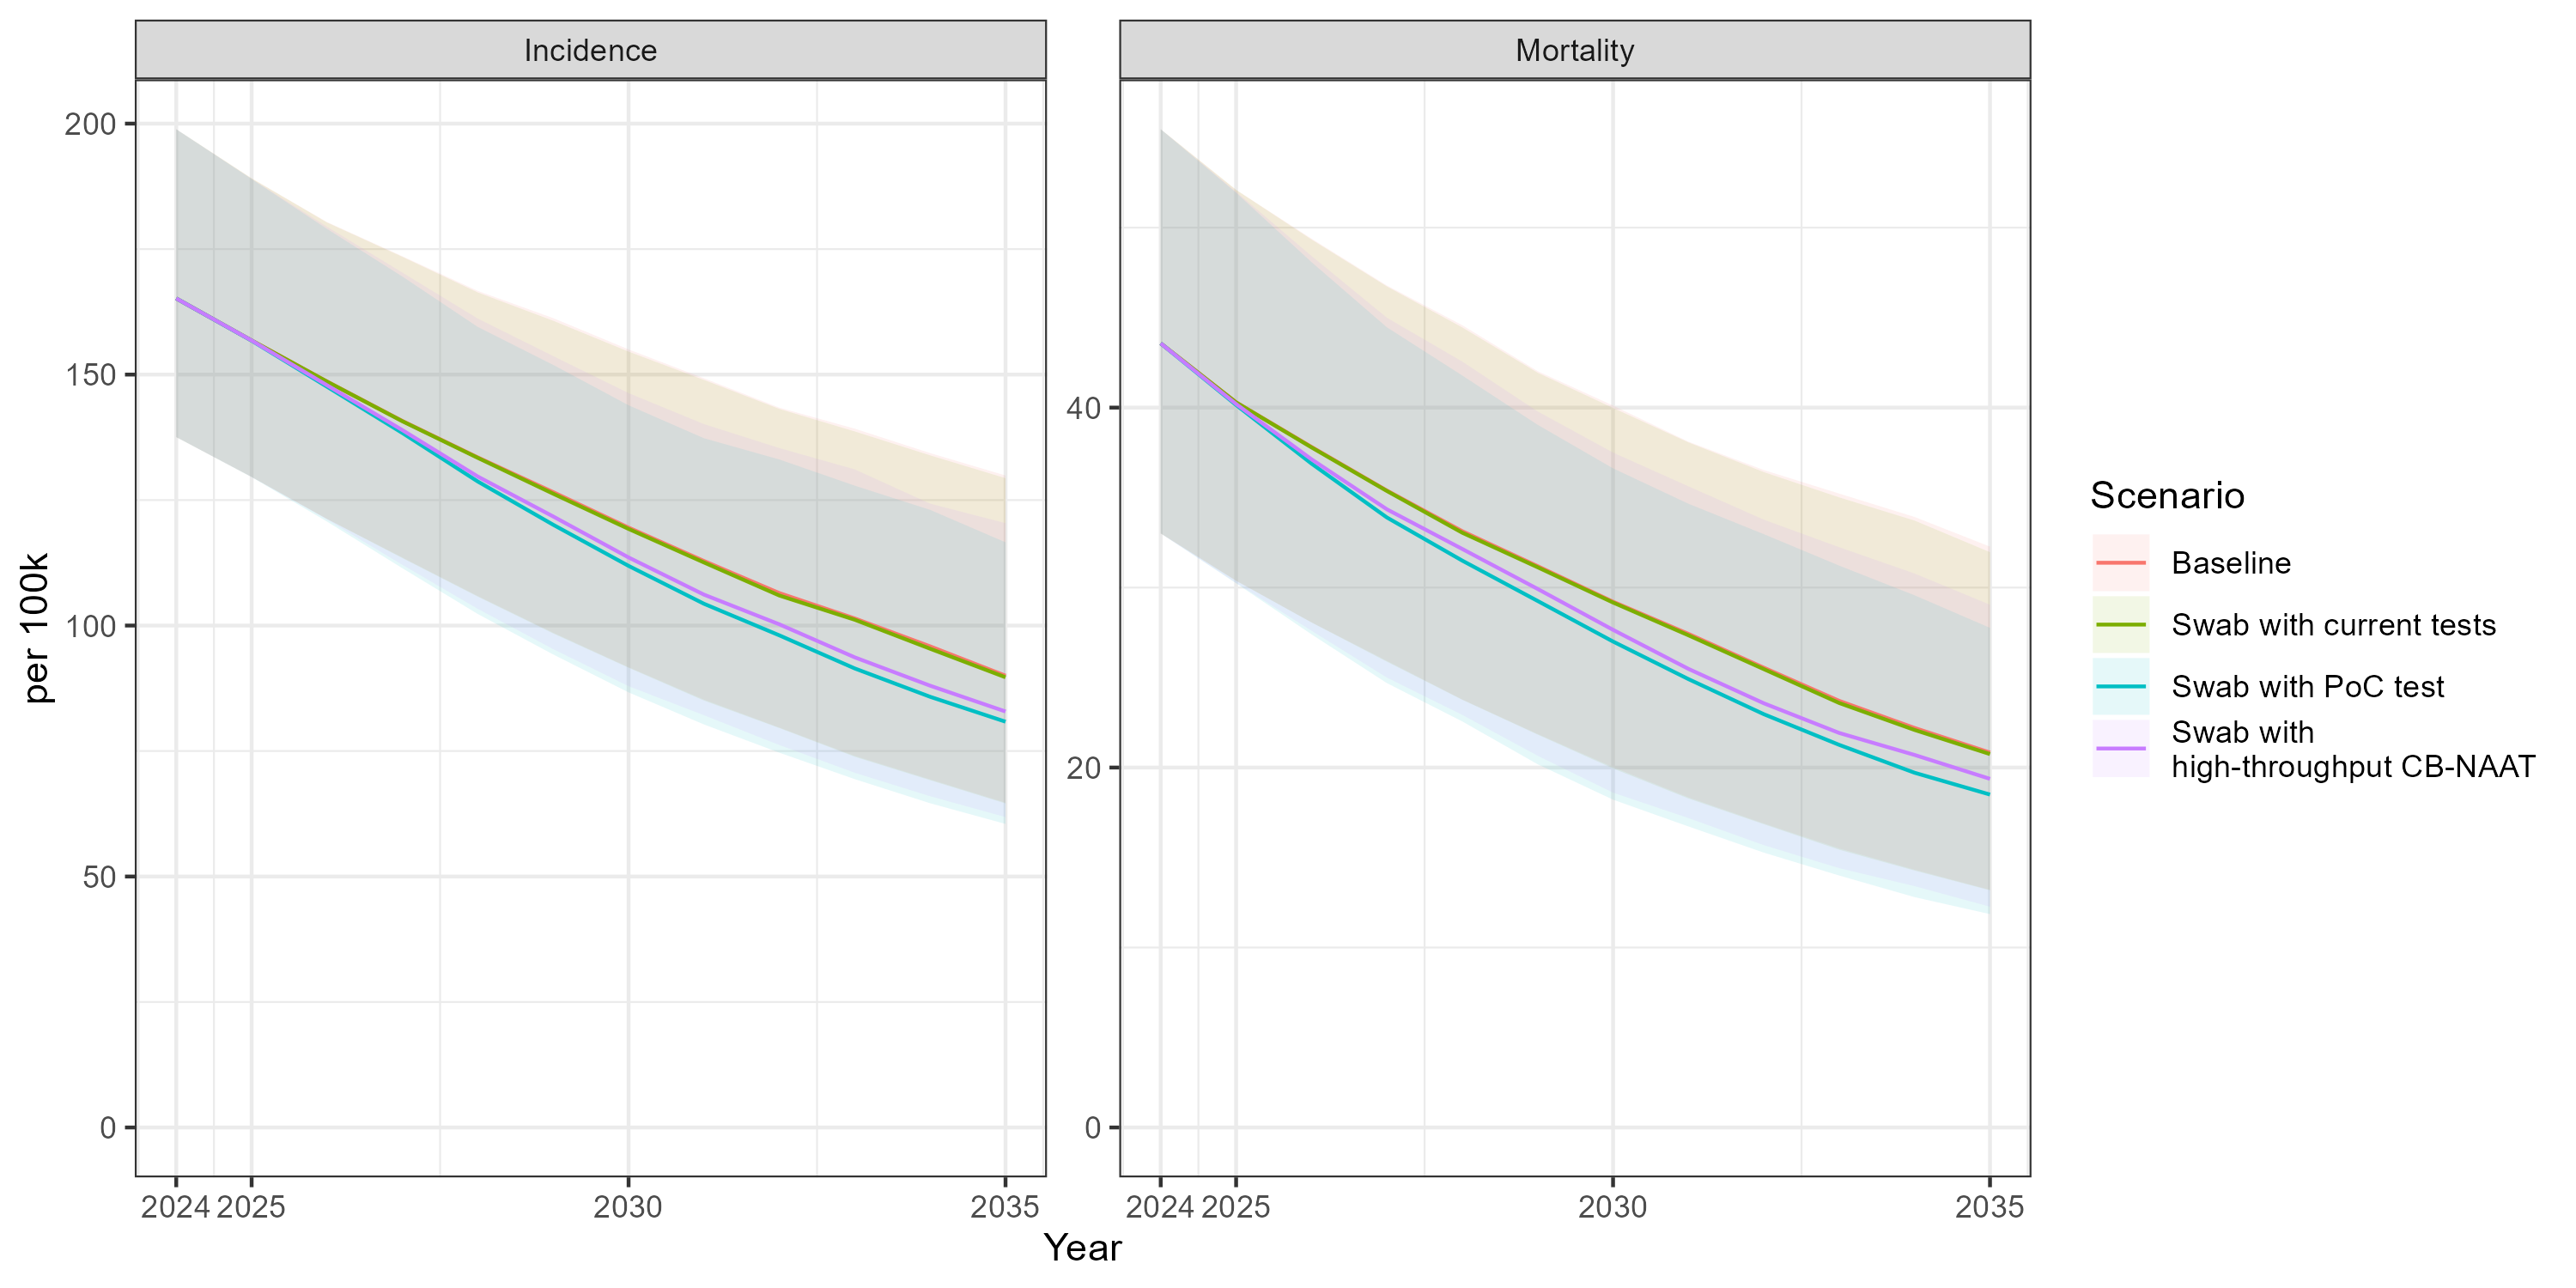 Incidence
Mortality
per 100k
200
150
100
50
0
40
20
0
2024 2025 2030 2035
2024 2025 2030 2035
Year
Scenario
Baseline
Swab with current tests
Swab with PoC test
Swab with
high-throughput CB-NAAT